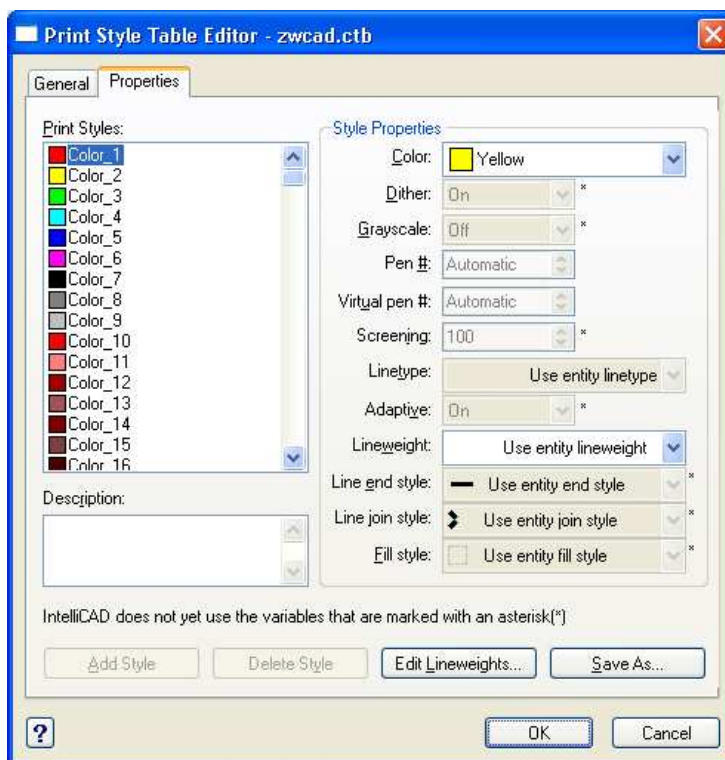 Print Style Table Editor - zwcad.ctb
General
Properties
Print Styles:
Color_1
Color_2
Color_3
Color_4
Color_5
Color_6
Color_7
Color_8
Color_9
Color_10
Color_11
Color_12
Color_13
Color_14
Color_15
Color_16
Description:
Style Properties
Color: Yellow
Dither: On *
Grayscale: Off *
Pen #: Automatic
Virtual pen #: Automatic
Screening: 100 *
Linetype: Use entity linetype
Adaptive: On *
Lineweight: Use entity lineweight
Line end style: Use entity end style *
Line join style: Use entity join style *
Fill style: Use entity fill style *
IntelliCAD does not yet use the variables that are marked with an asterisk(*)
Add Style
Delete Style
Edit Lineweights...
Save As...
?
OK
Cancel